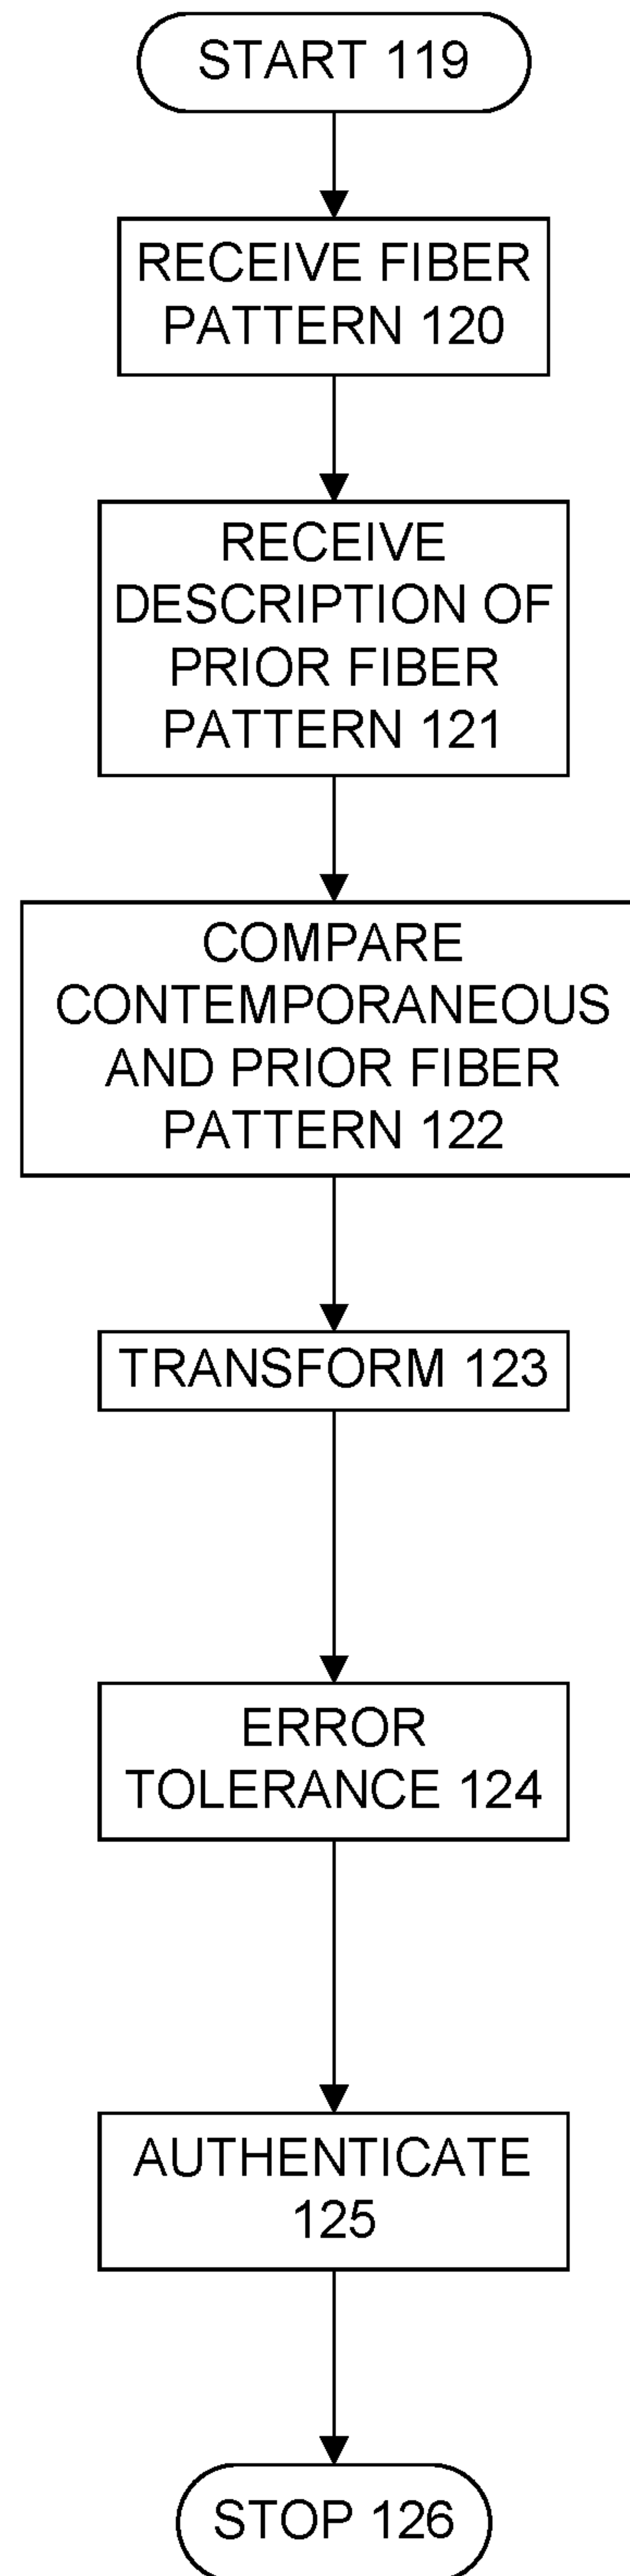 START 119
RECEIVE FIBER
PATTERN 120
RECEIVE
DESCRIPTION OF
PRIOR FIBER
PATTERN 121
COMPARE
CONTEMPORANEOUS
AND PRIOR FIBER
PATTERN 122
TRANSFORM 123
ERROR
TOLERANCE 124
AUTHENTICATE
125
STOP 126